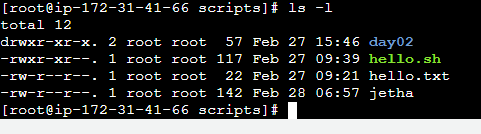 [root@ip-172-31-41-66 scripts]# ls -l
total 12
drwxr-xr-x. 2 root root  57 Feb 27 15:46 day02
-rwxr-xr--. 1 root root 117 Feb 27 09:39 hello.sh
-rw-r--r--. 1 root root  22 Feb 27 09:21 hello.txt
-rw-r--r--. 1 root root 142 Feb 28 06:57 jetha
[root@ip-172-31-41-66 scripts]#